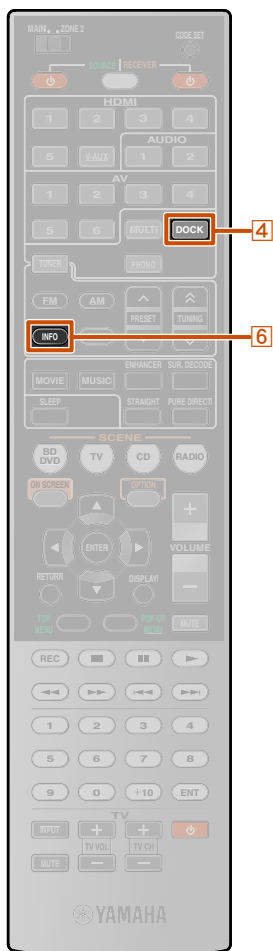 MAIN ZONE 2 CODE SET
SOURCE RECEIVER
HDMI
1 2 3 4
AUDIO
5 V-AUX 1 2
AV
1 2 3 4
5 6 MULTI DOCK 4
TUNER PHONO
FM AM PRESET TUNING
INFO 6
ENHANCER SUR. DECODE
MOVIE MUSIC
SLEEP STRAIGHT PURE DIRECT
SCENE
BD DVD TV CD RADIO
ON SCREEN OPTION
ENTER VOLUME
RETURN DISPLAY
TOP MENU POP-UP MENU MUTE
REC
1 2 3 4
5 6 7 8
9 0 +10 ENT
TV
INPUT TV VOL TV CH
MUTE
YAMAHA